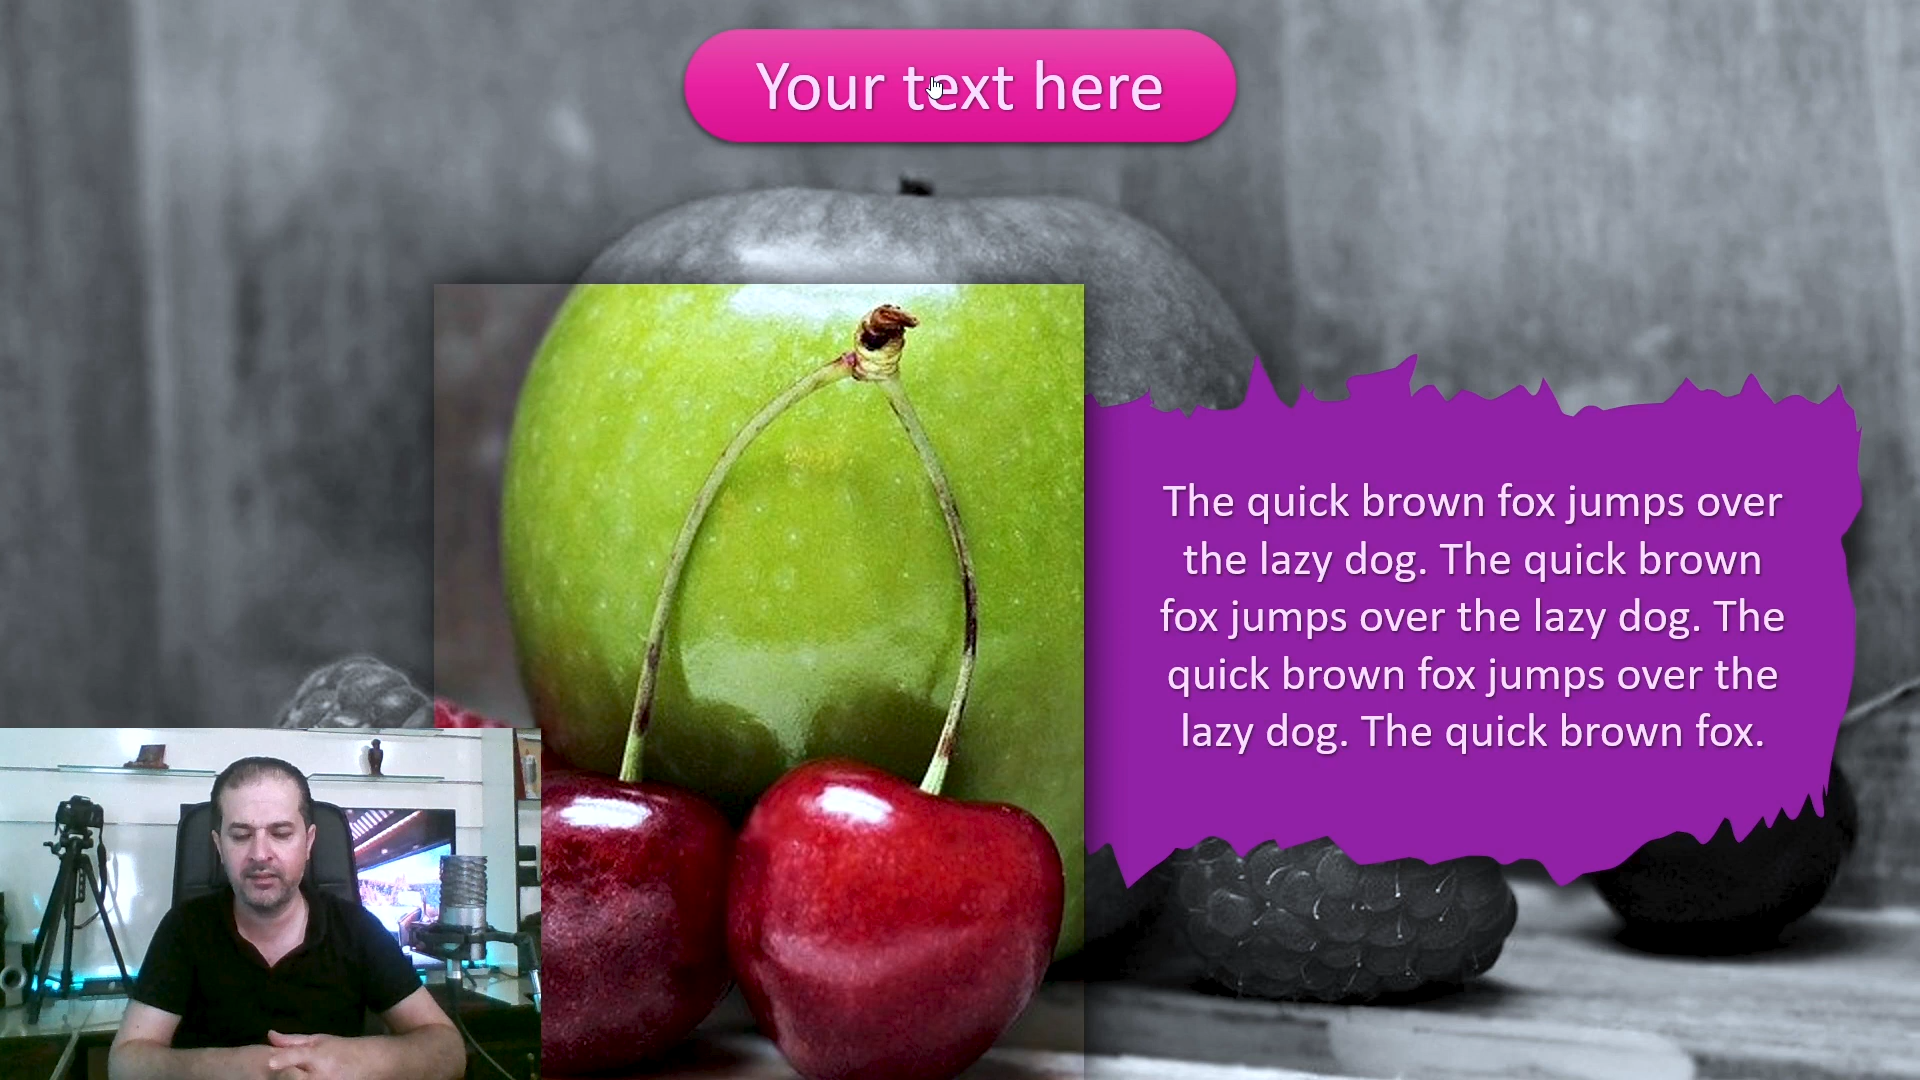 Your text here
The quick brown fox jumps over
the lazy dog. The quick brown
fox jumps over the lazy dog. The
quick brown fox jumps over the
lazy dog. The quick brown fox.